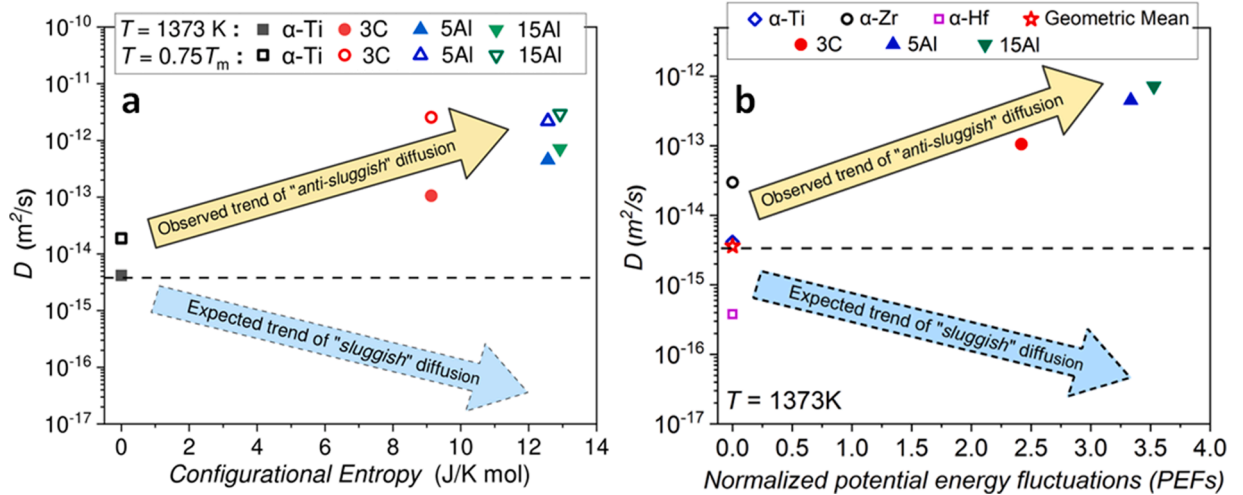 T = 1373 K : α-Ti 3C 5Al 15Al
T = 0.75Tm : α-Ti 3C 5Al 15Al
a
Observed trend of "anti-sluggish" diffusion
Expected trend of "sluggish" diffusion
D (m²/s)
10⁻¹⁰
10⁻¹¹
10⁻¹²
10⁻¹³
10⁻¹⁴
10⁻¹⁵
10⁻¹⁶
10⁻¹⁷
0 2 4 6 8 10 12 14
Configurational Entropy (J/K mol)
α-Ti α-Zr α-Hf Geometric Mean
3C 5Al 15Al
b
Observed trend of "anti-sluggish" diffusion
Expected trend of "sluggish" diffusion
T = 1373K
D (m²/s)
10⁻¹²
10⁻¹³
10⁻¹⁴
10⁻¹⁵
10⁻¹⁶
10⁻¹⁷
0.0 0.5 1.0 1.5 2.0 2.5 3.0 3.5 4.0
Normalized potential energy fluctuations (PEFs)